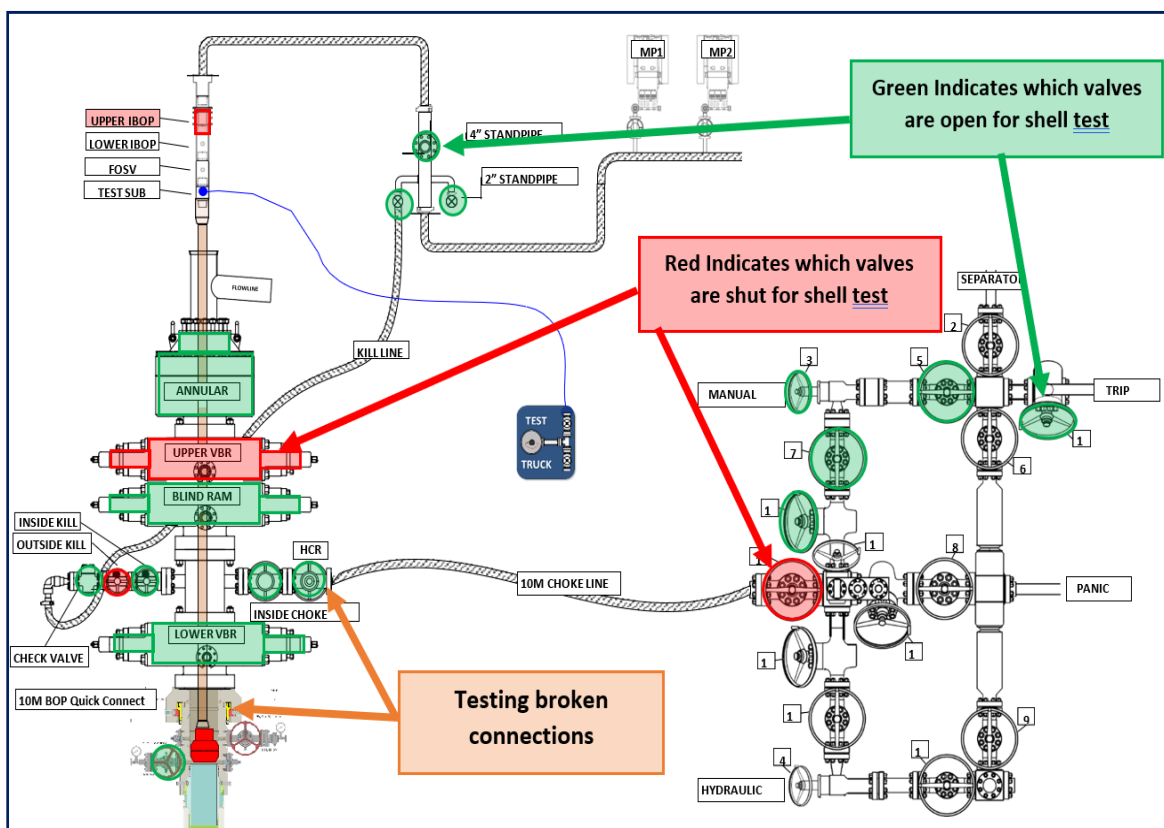 MP1
MP2
Green Indicates which valves
are open for shell test
UPPER IBOP
LOWER IBOP
FOSV
TEST SUB
4" STANDPIPE
2" STANDPIPE
FLOWLINE
Red Indicates which valves
are shut for shell test
SEPARATOR
2
KILL LINE
3
5
MANUAL
TRIP
ANNULAR
1
TEST
TRUCK
UPPER VBR
7
6
BLIND RAM
1
INSIDE KILL
OUTSIDE KILL
HCR
1
1
8
10M CHOKE LINE
PANIC
INSIDE CHOKE
LOWER VBR
CHECK VALVE
1
1
10M BOP Quick Connect
Testing broken
connections
1
9
4
1
HYDRAULIC